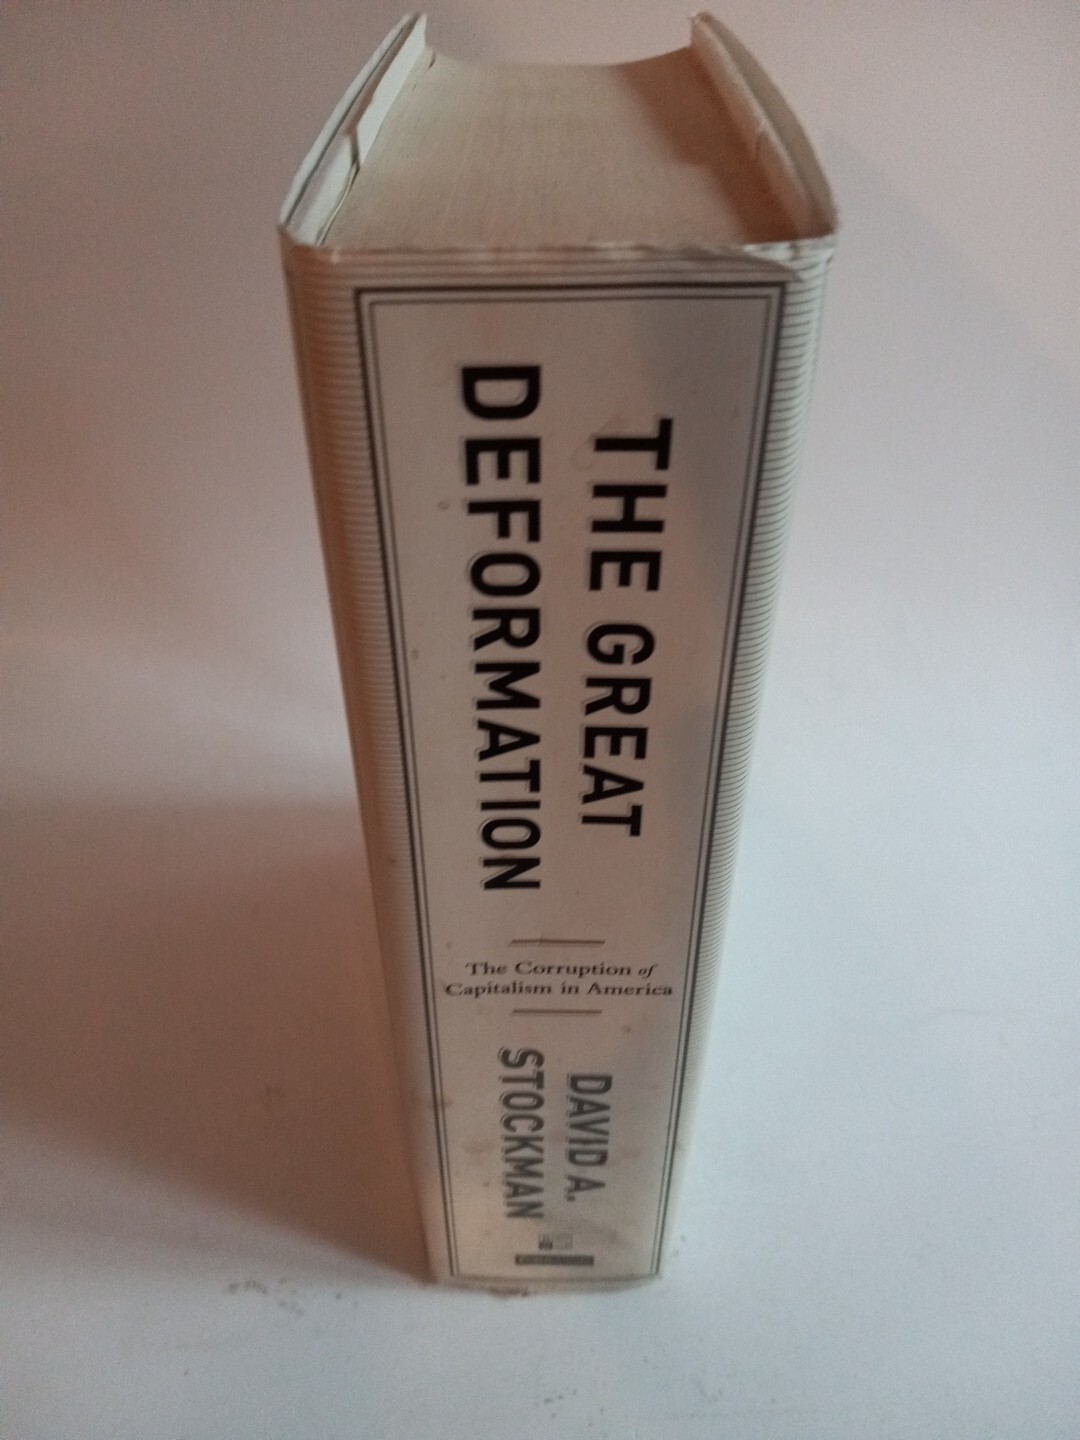 THE GREAT
DEFORMATION
The Corruption of
Capitalism in America
DAVID A.
STOCKMAN